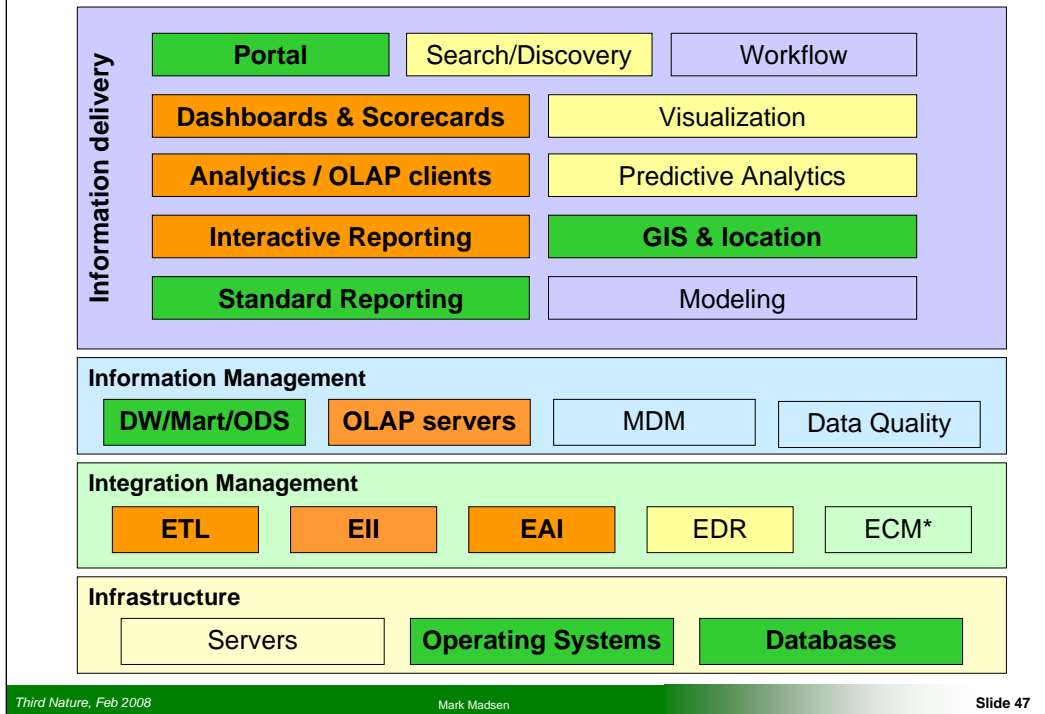 Information delivery
Portal
Search/Discovery
Workflow
Dashboards & Scorecards
Visualization
Analytics / OLAP clients
Predictive Analytics
Interactive Reporting
GIS & location
Standard Reporting
Modeling
Information Management
DW/Mart/ODS
OLAP servers
MDM
Data Quality
Integration Management
ETL
EII
EAI
EDR
ECM*
Infrastructure
Servers
Operating Systems
Databases
Third Nature, Feb 2008
Mark Madsen
Slide 47